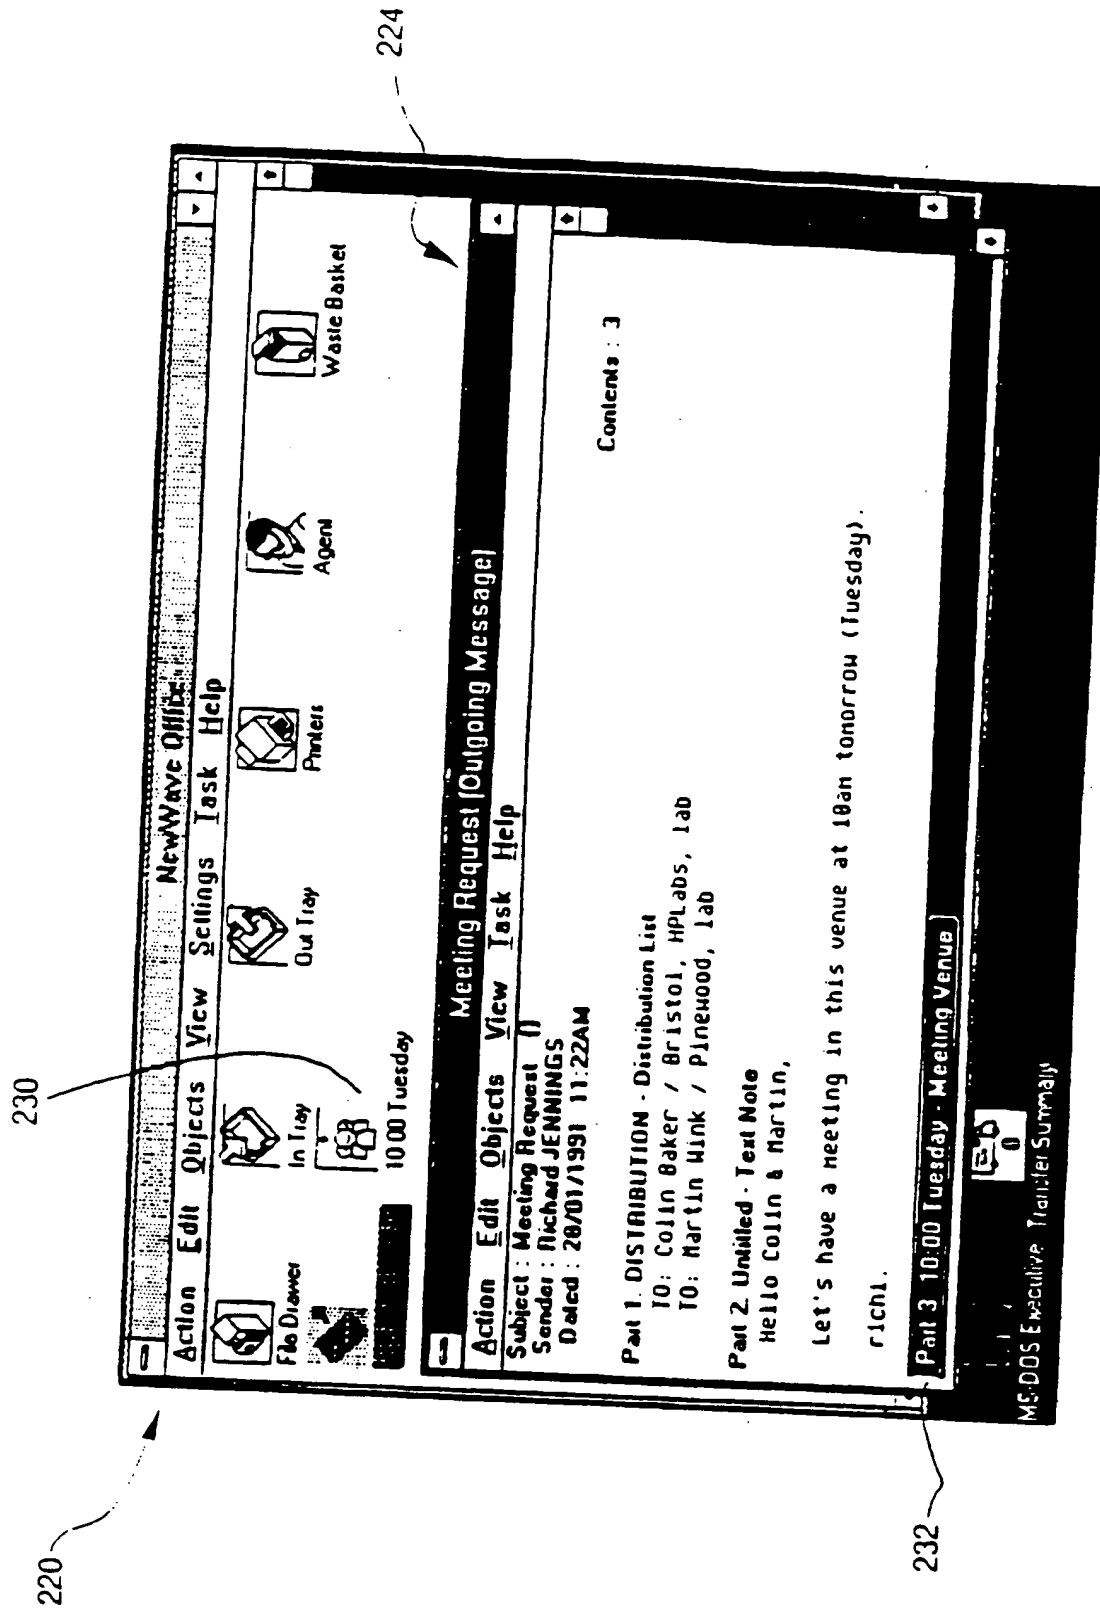 220
230
224
232
NewWave Office
Action Edit Objects View Settings Task Help
File Drawer
In Tray
Out Tray
Printers
Agent
Waste Basket
10 00 Tuesday
Meeting Request [Outgoing Message]
Action Edit Objects View Task Help
Subject : Meeting Request ()
Sender : Richard JENNINGS
Dated : 28/01/1991 11:22AM
Contents : 3
Part 1. DISTRIBUTION - Distribution List
TO: Colin Baker / Bristol, HPLabs, lab
TO: Martin Wink / Pinewood, lab
Part 2. Untitled - Text Note
Hello Colin & Martin,
Let's have a meeting in this venue at 10am tomorrow (Tuesday).
richi.
Part 3 10:00 Tuesday - Meeting Venue
0
MS-DOS Executive Transfer Summary